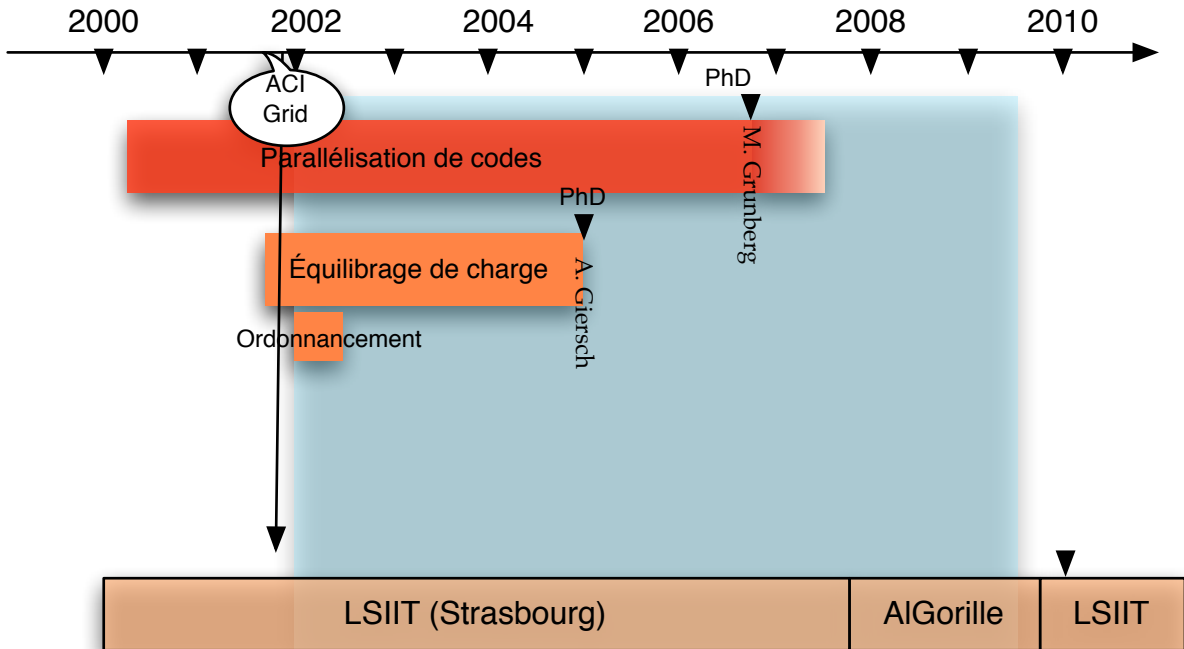 2000 2002 2004 2006 2008 2010
ACI
Grid
PhD
Parallélisation de codes
M. Grunberg
PhD
Équilibrage de charge
A. Giersch
Ordonnancement
LSIIT (Strasbourg) AlGorille LSIIT